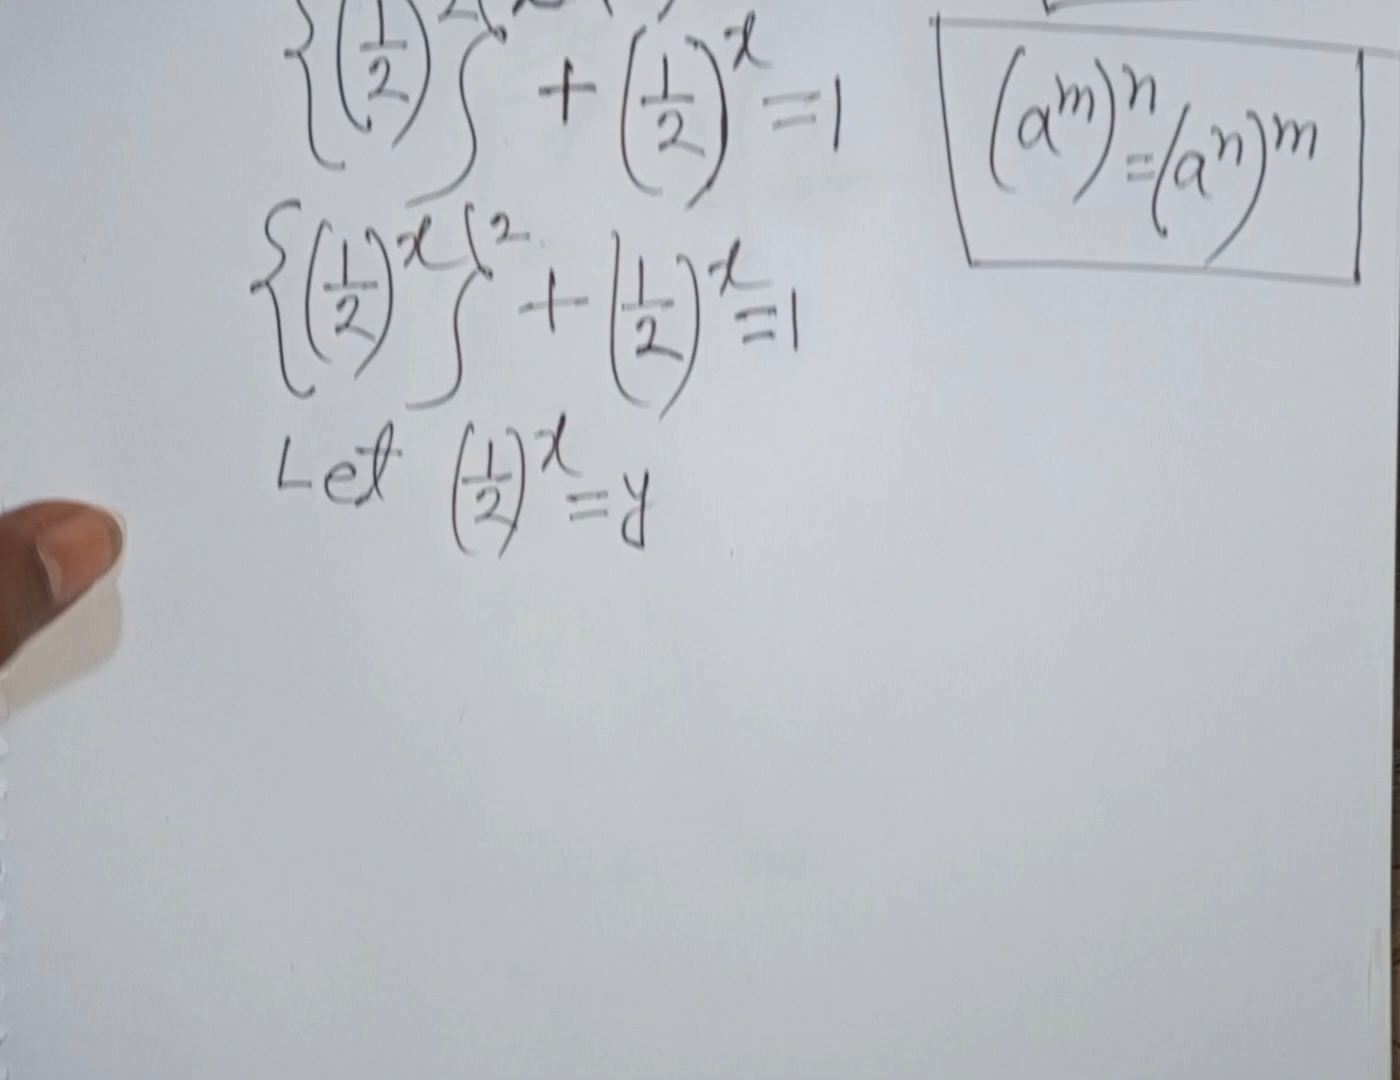 {(1/2)^2}^x + (1/2)^x = 1
(a^m)^n = (a^n)^m
{(1/2)^x}^2 + (1/2)^x = 1
Let (1/2)^x = y